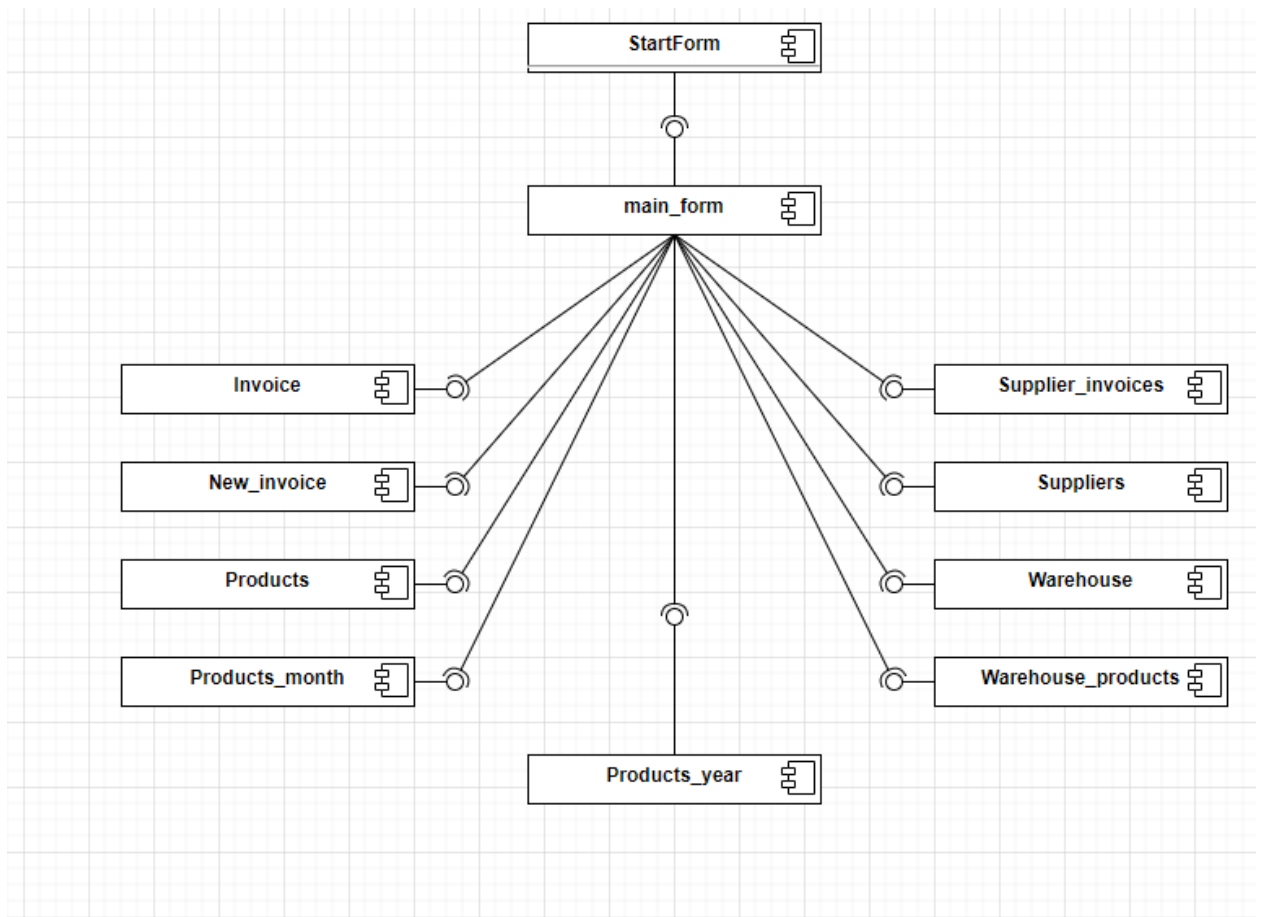 StartForm
main_form
Invoice
Supplier_invoices
New_invoice
Suppliers
Products
Warehouse
Products_month
Warehouse_products
Products_year